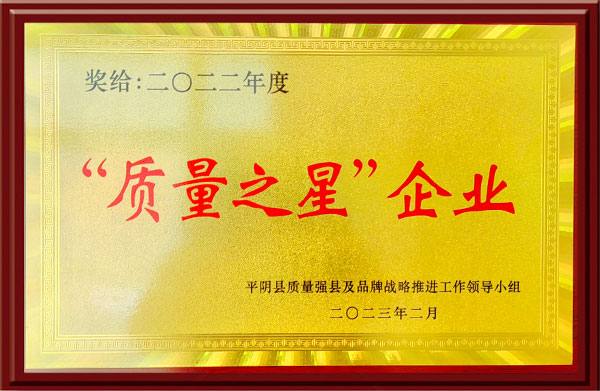 奖给:二〇二二年度
“质量之星”企业
平阴县质量强县及品牌战略推进工作领导小组
二〇二三年二月